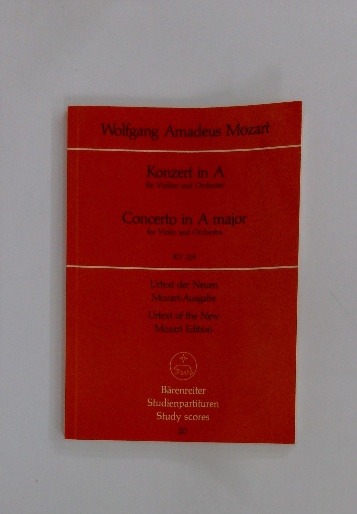 Wolfgang Amadeus Mozart
Konzert in A
für Violine und Orchester
Concerto in A major
for Violin and Orchestra
KV
Urtext der Neuen
Mozart-Ausgabe
Urtext of the New
Mozart Edition
Bärenreiter
Studienpartituren
Study scores